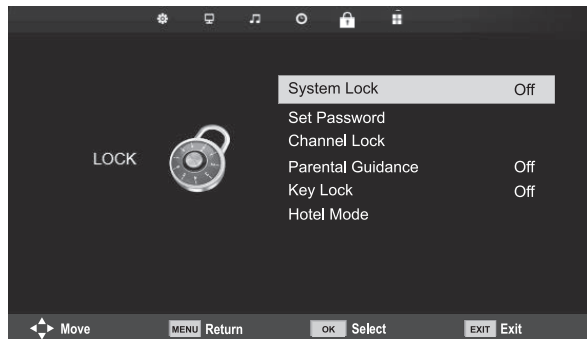 System Lock Off
Set Password
Channel Lock
LOCK
Parental Guidance Off
Key Lock Off
Hotel Mode
Move MENU Return OK Select EXIT Exit